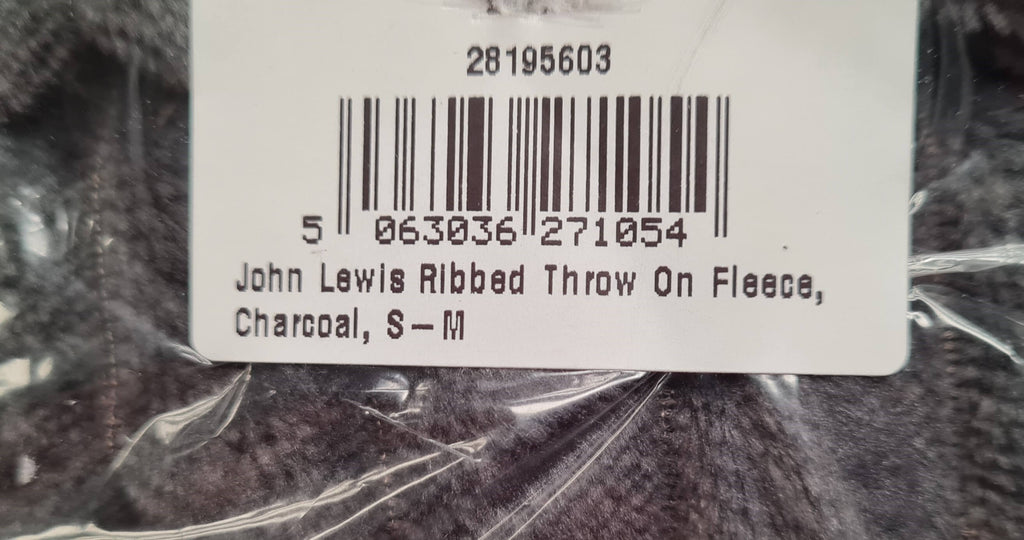 28195603
5 063036 271054
John Lewis Ribbed Throw On Fleece,
Charcoal, S-M